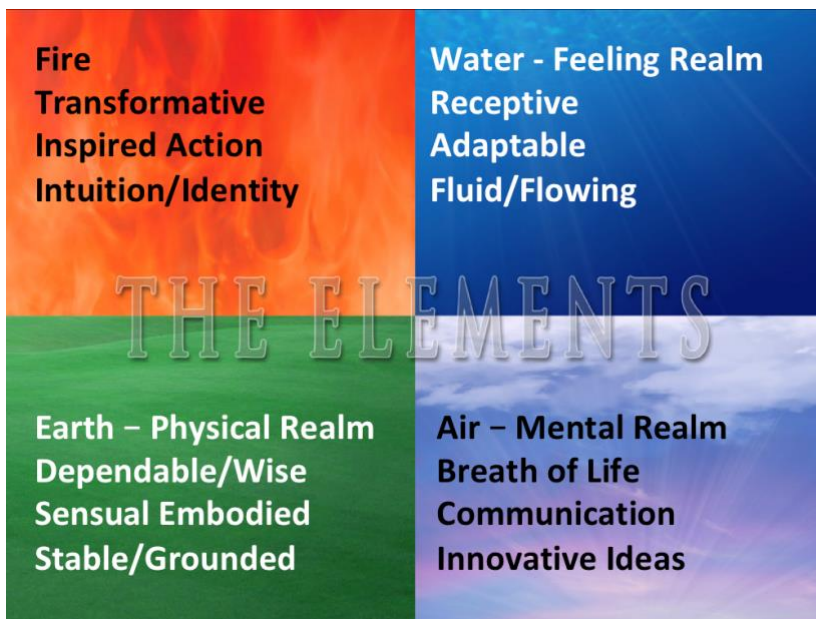 Fire
Transformative
Inspired Action
Intuition/Identity
Water - Feeling Realm
Receptive
Adaptable
Fluid/Flowing
THE ELEMENTS
Earth – Physical Realm
Dependable/Wise
Sensual Embodied
Stable/Grounded
Air – Mental Realm
Breath of Life
Communication
Innovative Ideas